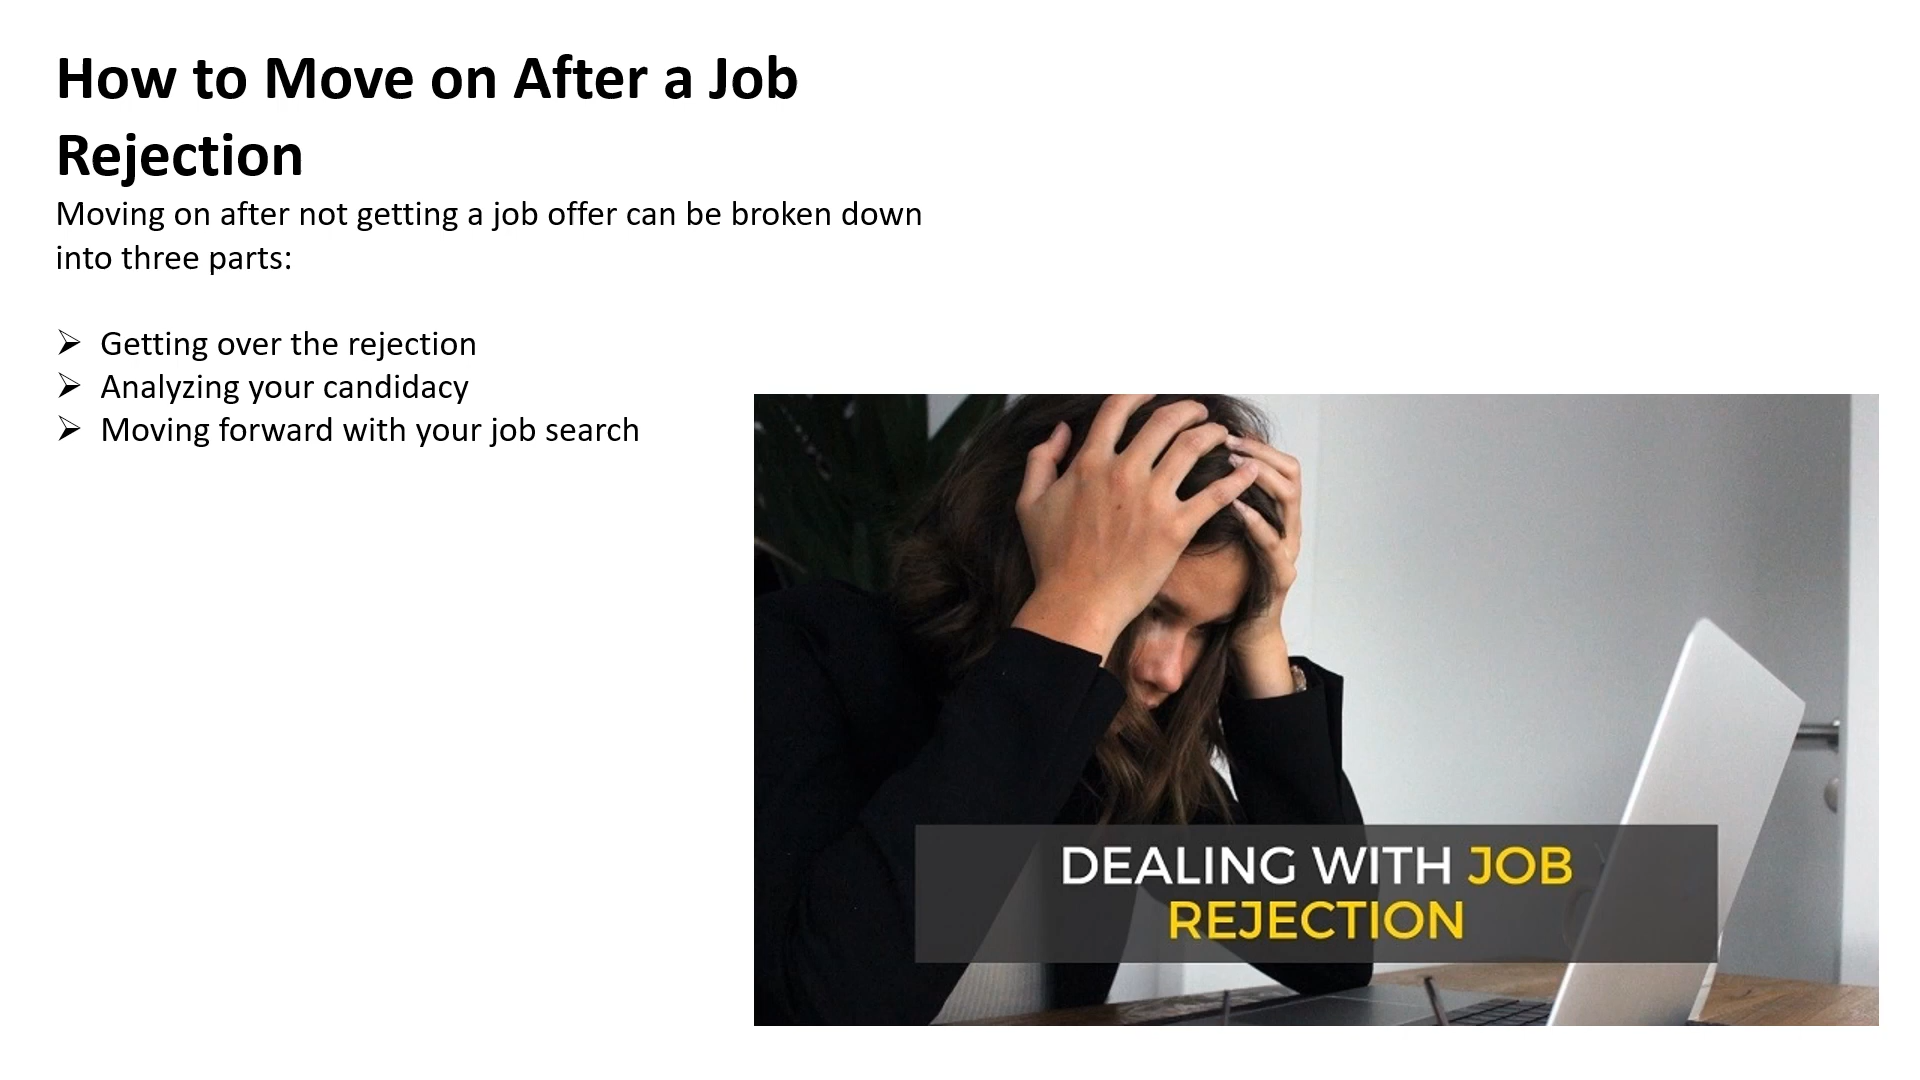 How to Move on After a Job
Rejection
Moving on after not getting a job offer can be broken down
into three parts:
➢ Getting over the rejection
➢ Analyzing your candidacy
➢ Moving forward with your job search
DEALING WITH JOB
REJECTION